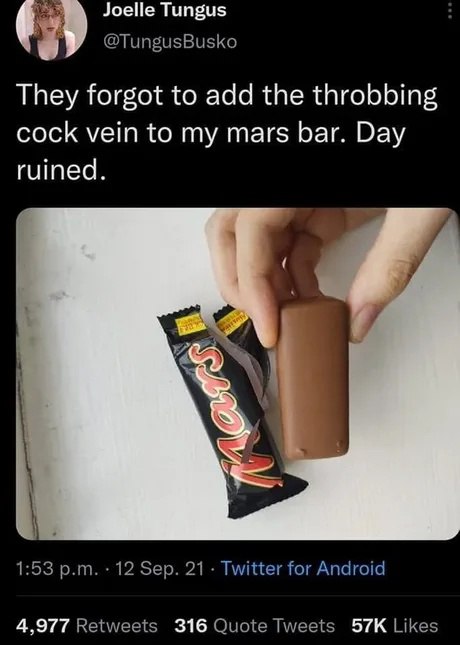 Joelle Tungus
@TungusBusko
They forgot to add the throbbing
cock vein to my mars bar. Day
ruined.
Mars
1:53 p.m. · 12 Sep. 21 · Twitter for Android
4,977 Retweets 316 Quote Tweets 57K Likes